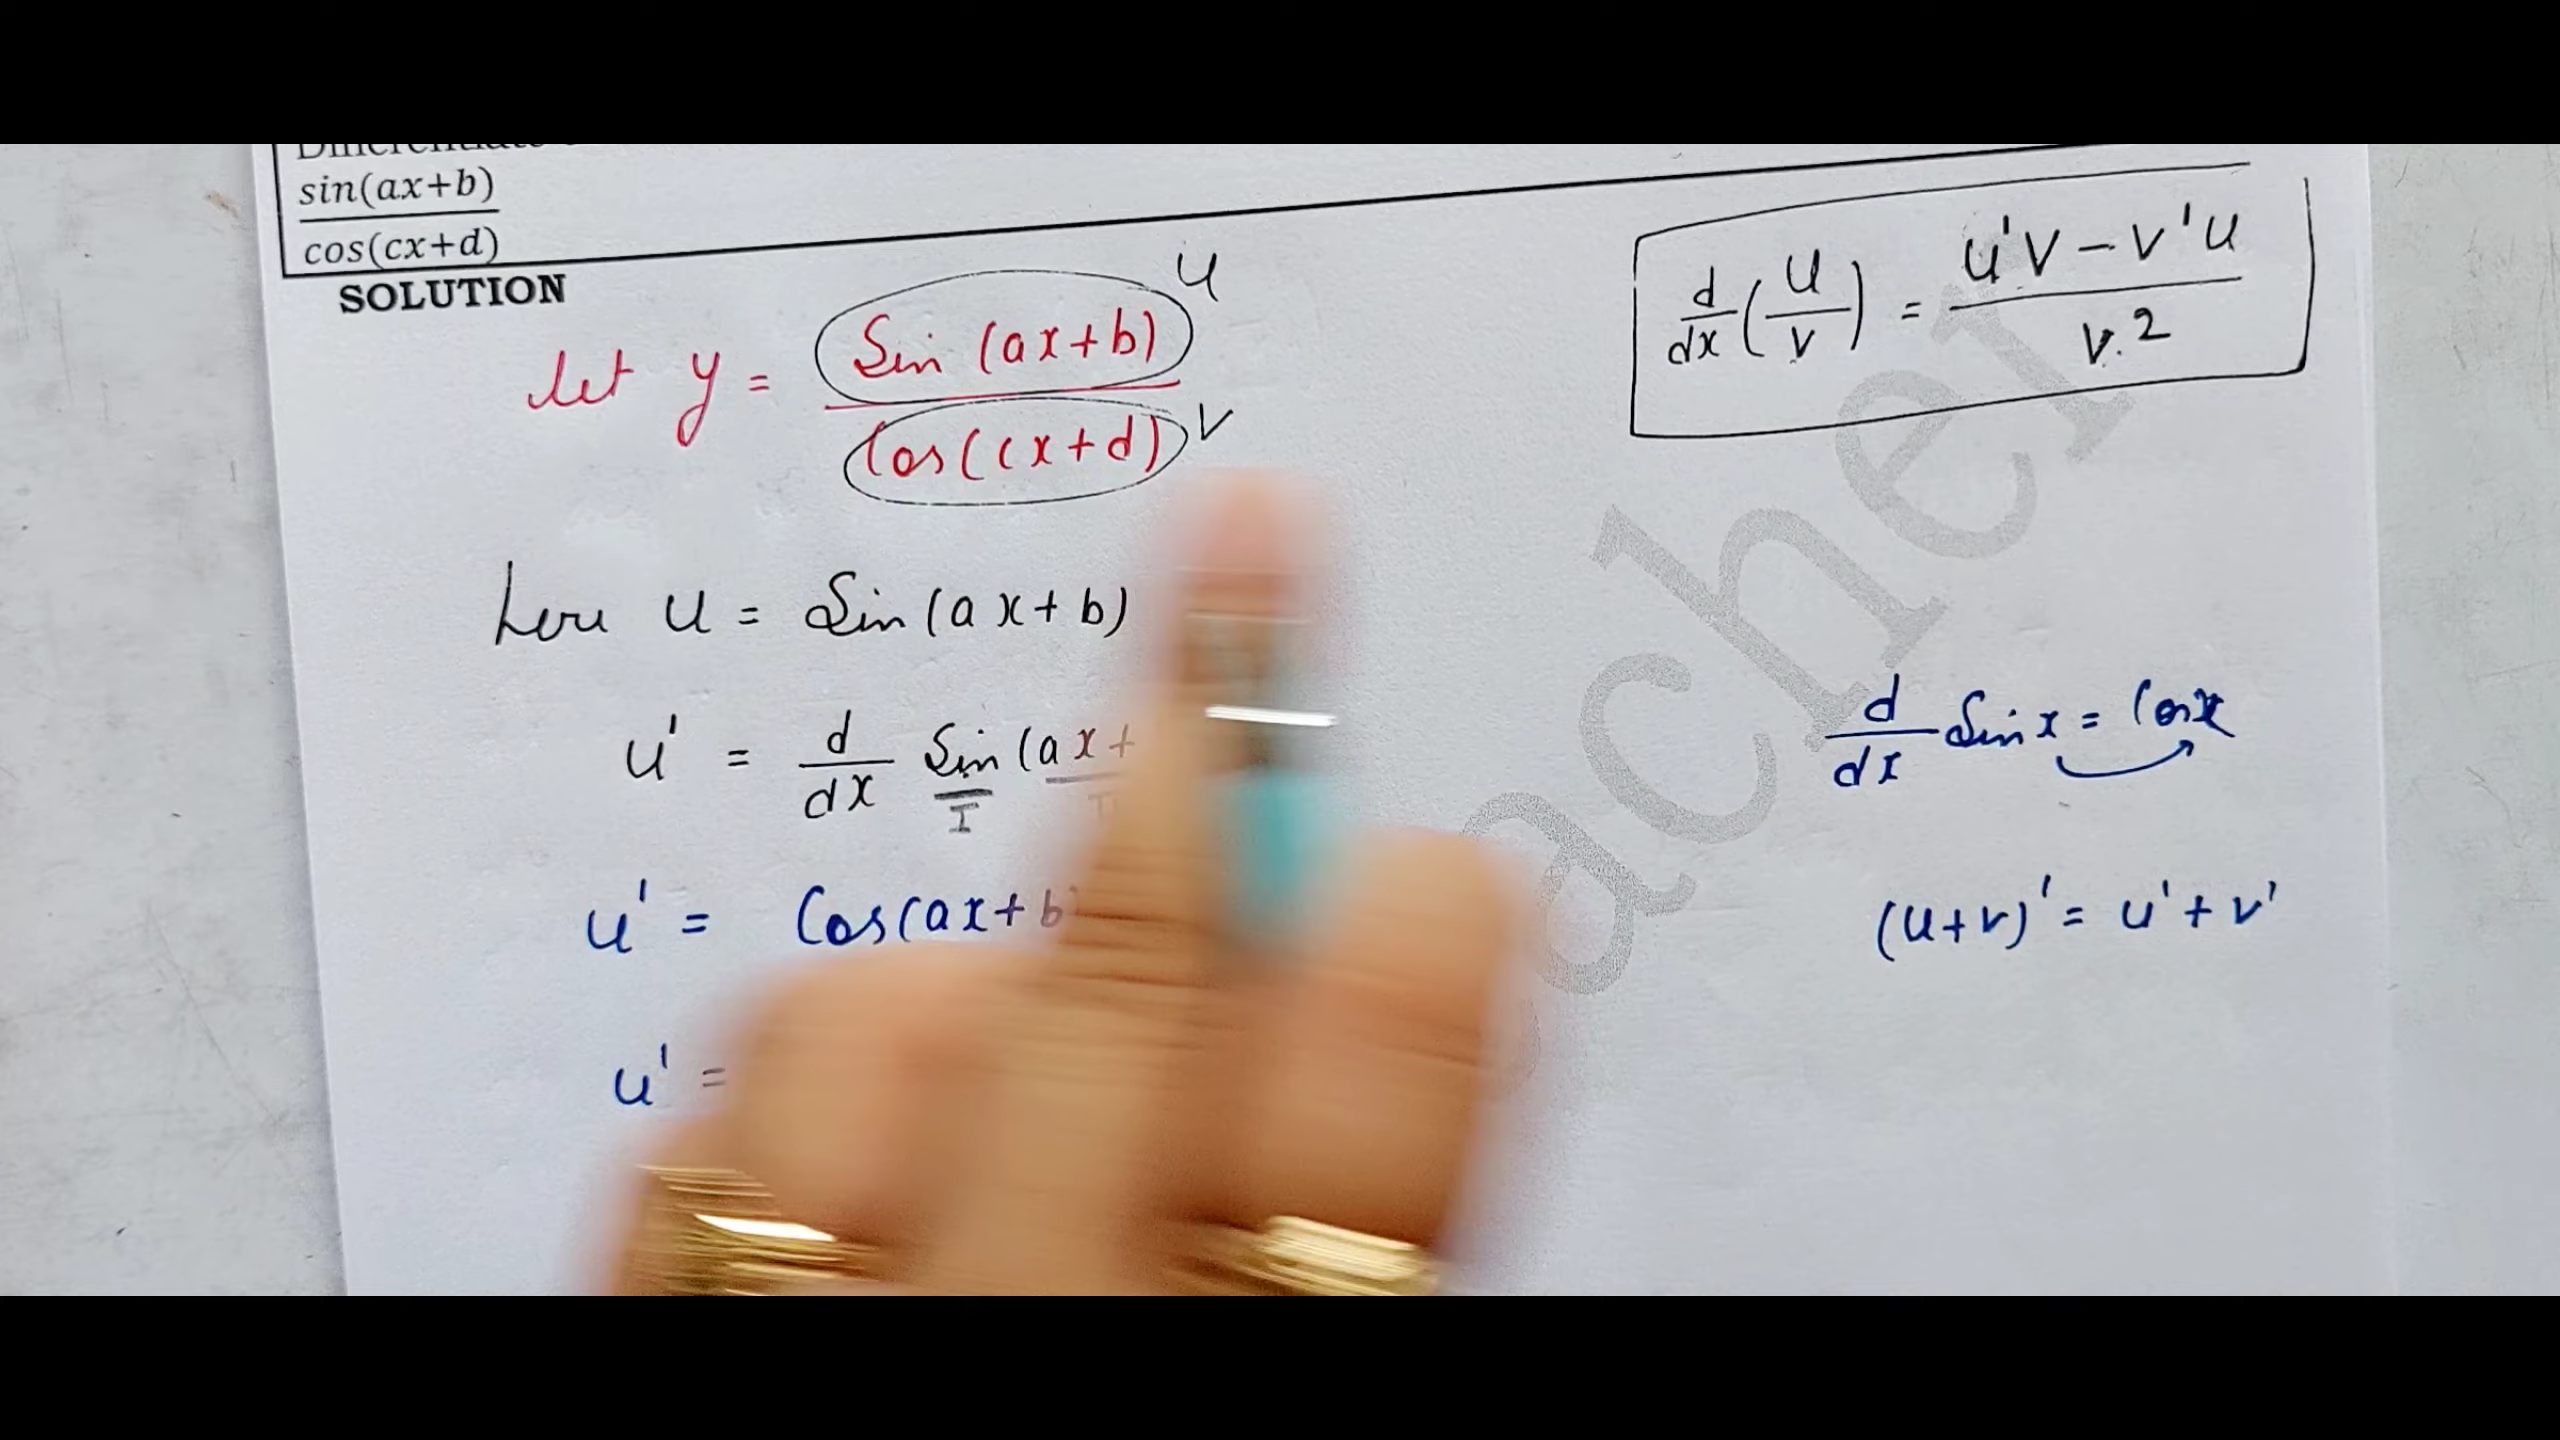 sin(ax+b)
cos(cx+d)
SOLUTION
let y = Sin (ax+b) / Cos(cx+d)
u
v
d/dx (u/v) = u'v - v'u / v.2
here u = Sin(ax+b)
u' = d/dx Sin (ax+
I
d/dx Sin x = Cos x
u' = Cos(ax+b)
(u+v)' = u' + v'
u' =
acher